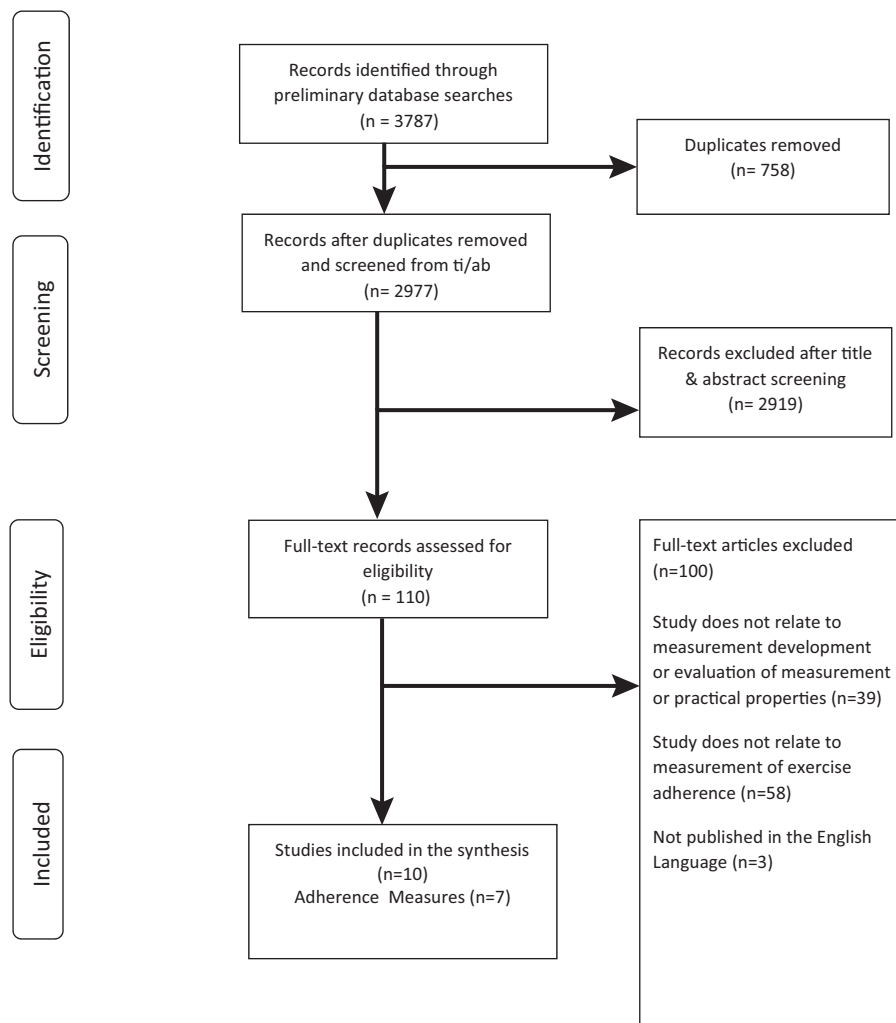 Identification
Records identified through
preliminary database searches
(n = 3787)
Duplicates removed
(n= 758)
Screening
Records after duplicates removed
and screened from ti/ab
(n= 2977)
Records excluded after title
& abstract screening
(n= 2919)
Eligibility
Full-text records assessed for
eligibility
(n = 110)
Full-text articles excluded
(n=100)
Study does not relate to
measurement development
or evaluation of measurement
or practical properties (n=39)
Study does not relate to
measurement of exercise
adherence (n=58)
Not published in the English
Language (n=3)
Included
Studies included in the synthesis
(n=10)
Adherence Measures (n=7)